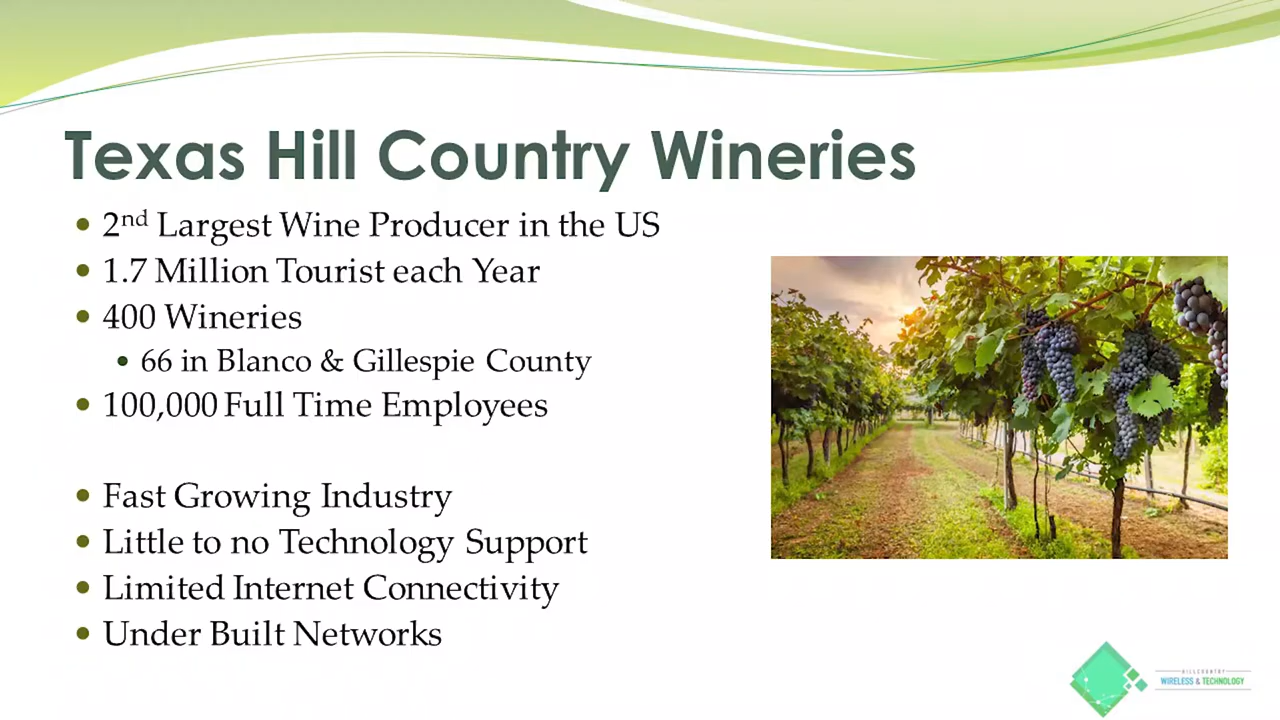 Texas Hill Country Wineries
• 2nd Largest Wine Producer in the US
• 1.7 Million Tourist each Year
• 400 Wineries
• 66 in Blanco & Gillespie County
• 100,000 Full Time Employees
• Fast Growing Industry
• Little to no Technology Support
• Limited Internet Connectivity
• Under Built Networks
HILLCOUNTRY
WIRELESS & TECHNOLOGY